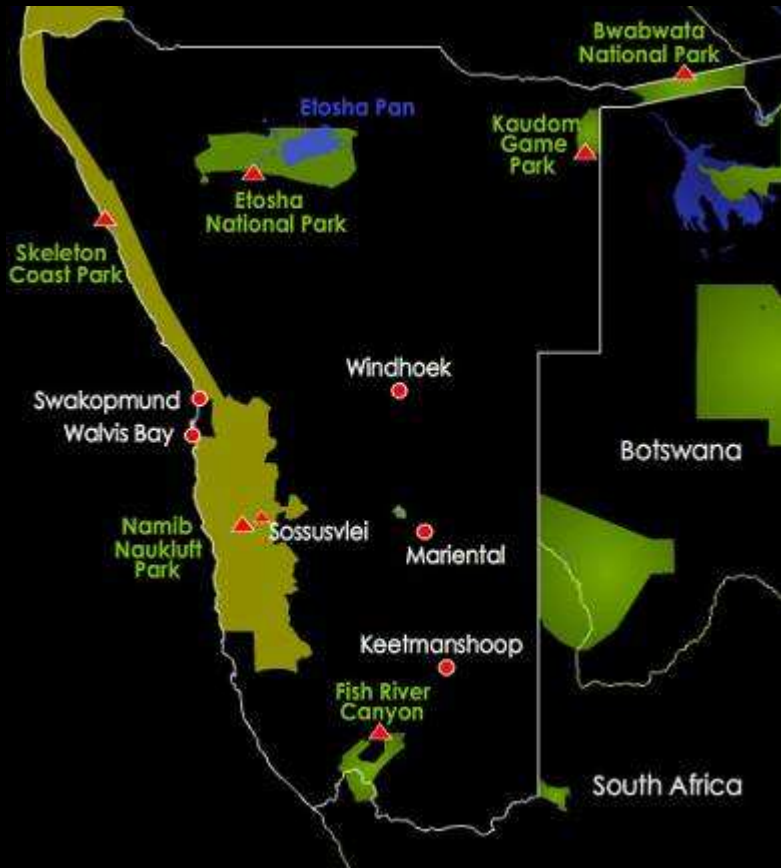 Bwabwata
National Park
Etosha Pan
Kaudom
Game
Park
Etosha
National Park
Skeleton
Coast Park
Windhoek
Swakopmund
Walvis Bay
Botswana
Namib
Naukluft
Park
Sossusvlei
Mariental
Keetmanshoop
Fish River
Canyon
South Africa